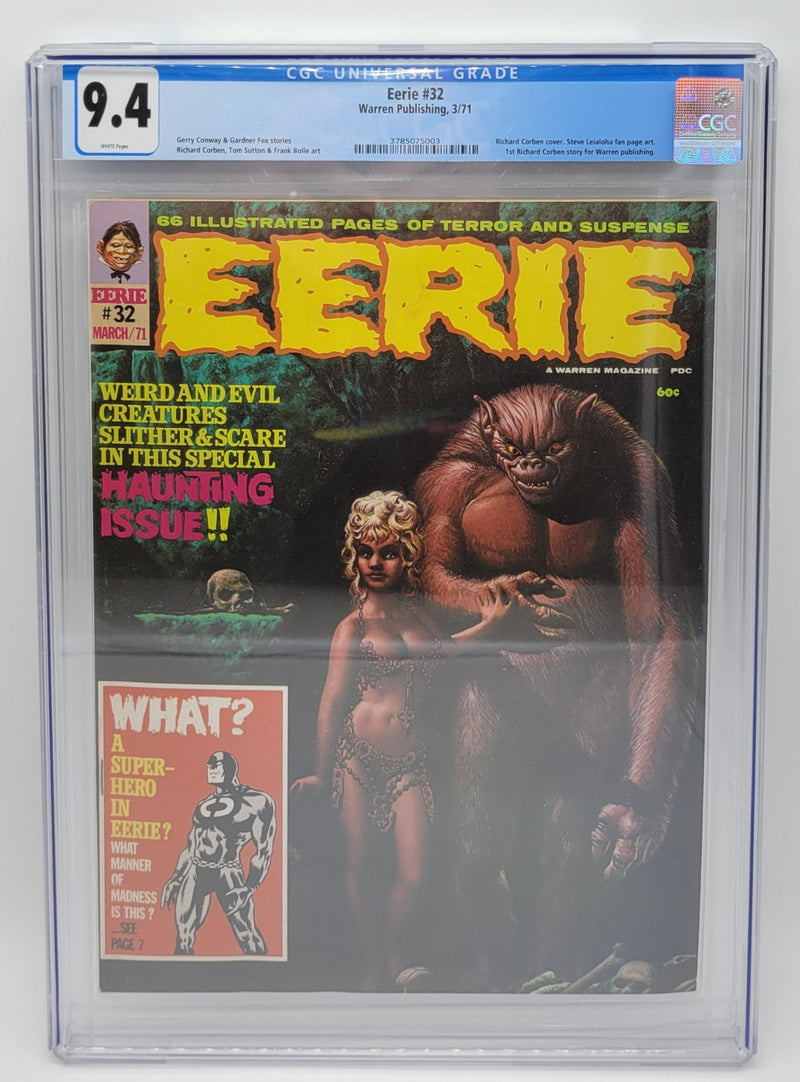 CGC UNIVERSAL GRADE
9.4
WHITE Pages
Eerie #32
Warren Publishing, 3/71
Gerry Conway & Gardner Fox stories
Richard Corben, Tom Sutton & Frank Bolle art
3785075003
Richard Corben cover. Steve Leialoha fan page art.
1st Richard Corben story for Warren publishing.
CGC
66 ILLUSTRATED PAGES OF TERROR AND SUSPENSE
EERIE
EERIE
#32
MARCH/71
A WARREN MAGAZINE PDC
60¢
WEIRD AND EVIL
CREATURES
SLITHER & SCARE
IN THIS SPECIAL
HAUNTING
ISSUE!!
WHAT?
A
SUPER-
HERO
IN
EERIE?
WHAT
MANNER
OF
MADNESS
IS THIS?
...SEE
PAGE 7